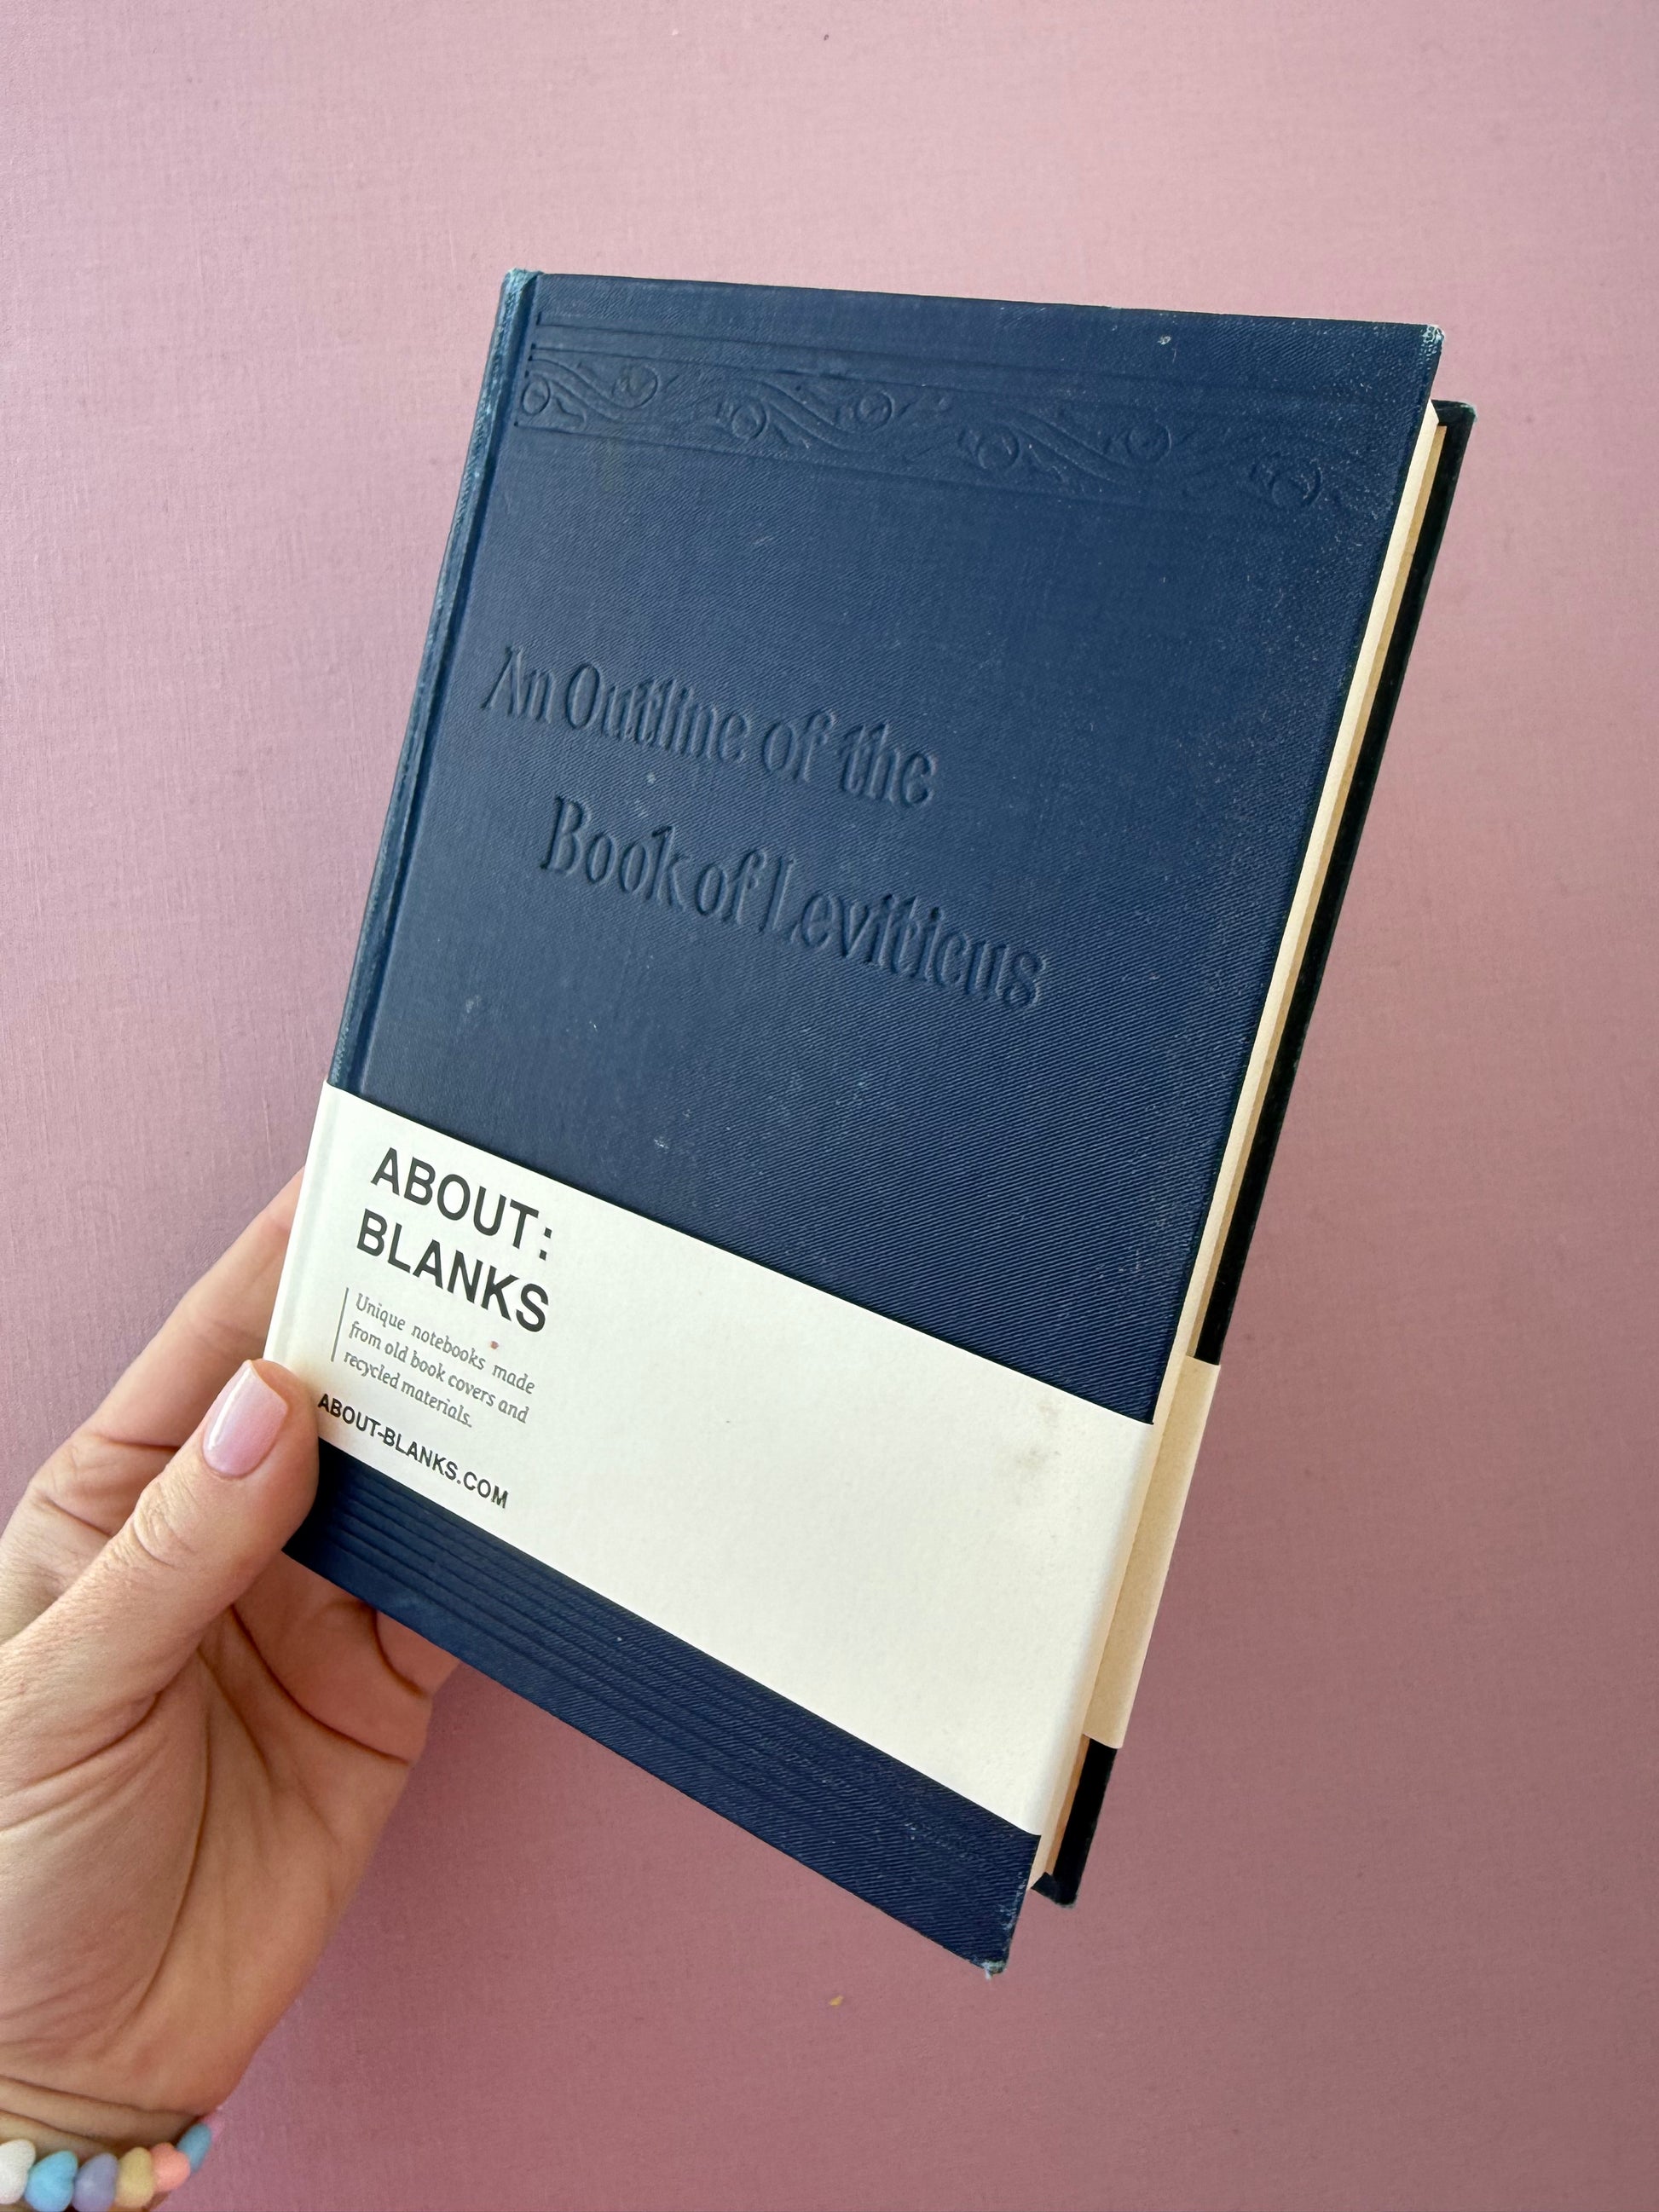 An Outline of the
Book of Leviticus
ABOUT:
BLANKS
Unique notebooks made
from old book covers and
recycled materials.
ABOUT-BLANKS.COM